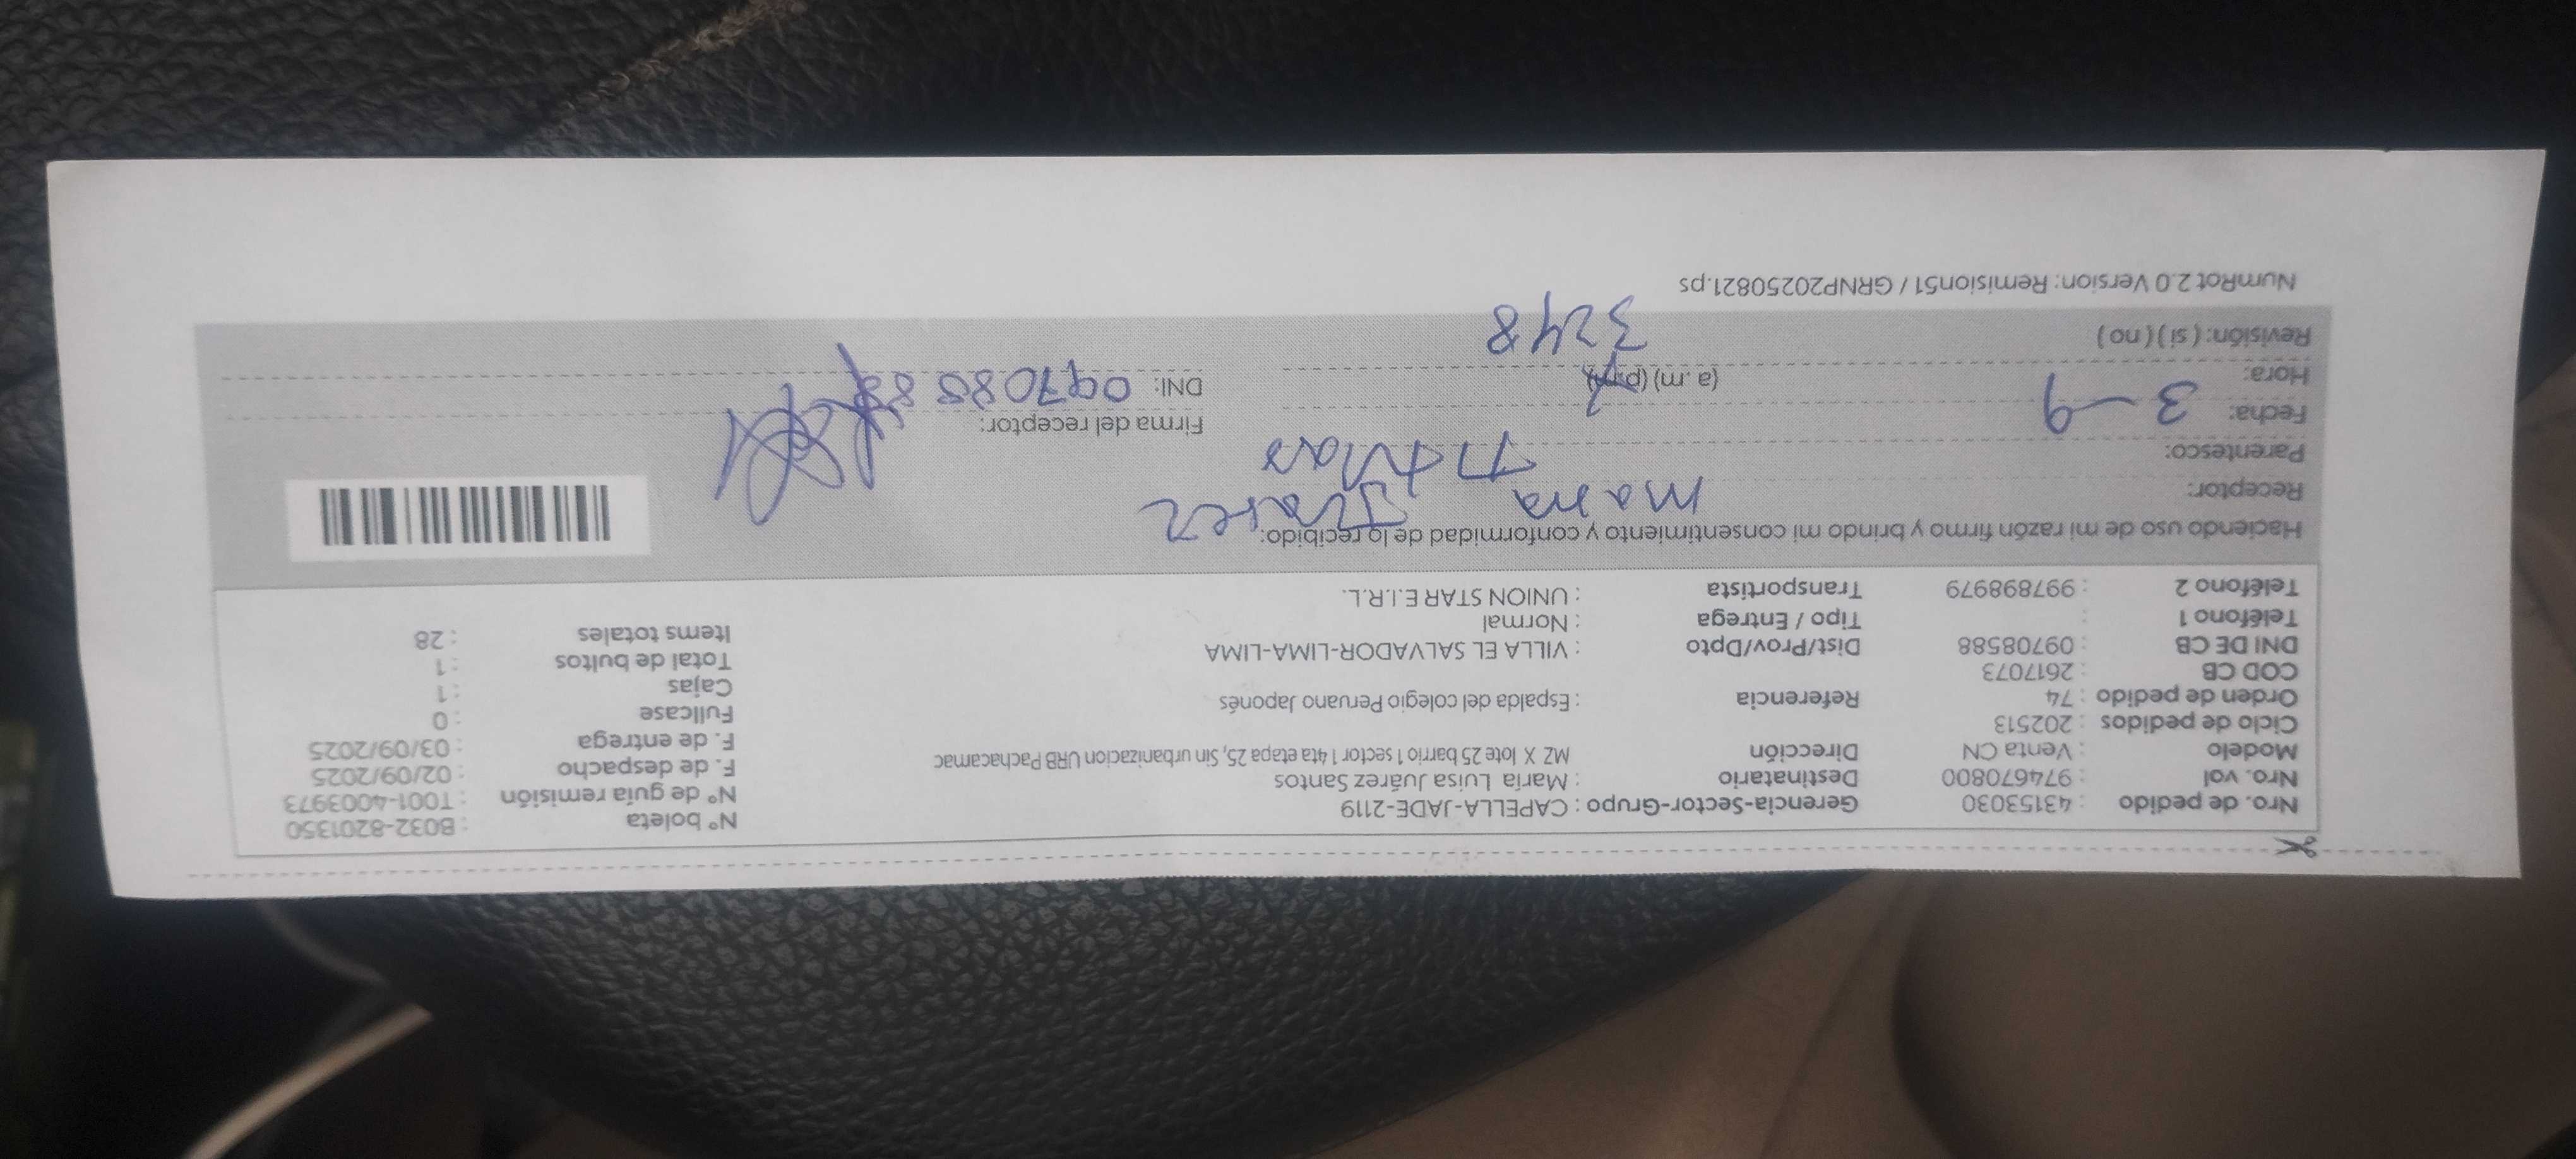 Nro. de pedido : 43153030
Nro. vol : 974670800
Modelo : Venta CN
Ciclo de pedidos : 202513
Orden de pedido : 74
COD CB : 2617073
DNI DE CB : 09708588
Teléfono 1 :
Teléfono 2 : 997898979
Gerencia-Sector-Grupo : CAPELLA-JADE-2119
Destinatario : María Luisa Juárez Santos
Dirección MZ X lote 25 barrio 1 sector 1 4ta etapa 25, Sin urbanizacion URB Pachacamac
Referencia : Espalda del colegio Peruano Japonés
Dist/Prov/Dpto : VILLA EL SALVADOR-LIMA-LIMA
Tipo / Entrega : Normal
Transportista : UNION STAR E.I.R.L.
N° boleta : B032-8201350
N° de guía remisión : T001-4003973
F. de despacho : 02/09/2025
F. de entrega : 03/09/2025
Fullcase : 0
Cajas : 1
Total de bultos : 1
Items totales : 28
Haciendo uso de mi razón firmo y brindo mi consentimiento y conformidad de lo recibido:
Receptor: Juarez
Parentesco:
Fecha: 3-9
Hora: (a.m) (p.m)
Revisión: ( si ) ( no )
3248
Firma del receptor:
DNI: 09708588
NumRot 2.0 Version: Remision51 / GRNP20250821.ps